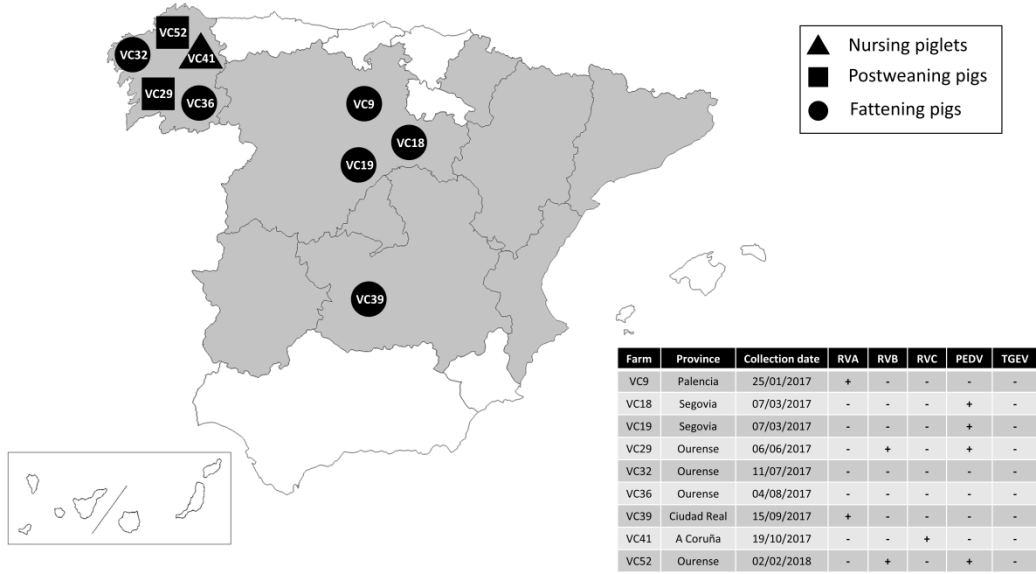 VC52
VC32
VC41
VC29
VC36
VC9
VC18
VC19
VC39
Nursing piglets
Postweaning pigs
Fattening pigs
Farm Province Collection date RVA RVB RVC PEDV TGEV
VC9 Palencia 25/01/2017 + - - - -
VC18 Segovia 07/03/2017 - - - + -
VC19 Segovia 07/03/2017 - - - + -
VC29 Ourense 06/06/2017 - + - + -
VC32 Ourense 11/07/2017 - - - - -
VC36 Ourense 04/08/2017 - - - - -
VC39 Ciudad Real 15/09/2017 + - - - -
VC41 A Coruña 19/10/2017 - - + - -
VC52 Ourense 02/02/2018 - + - + -